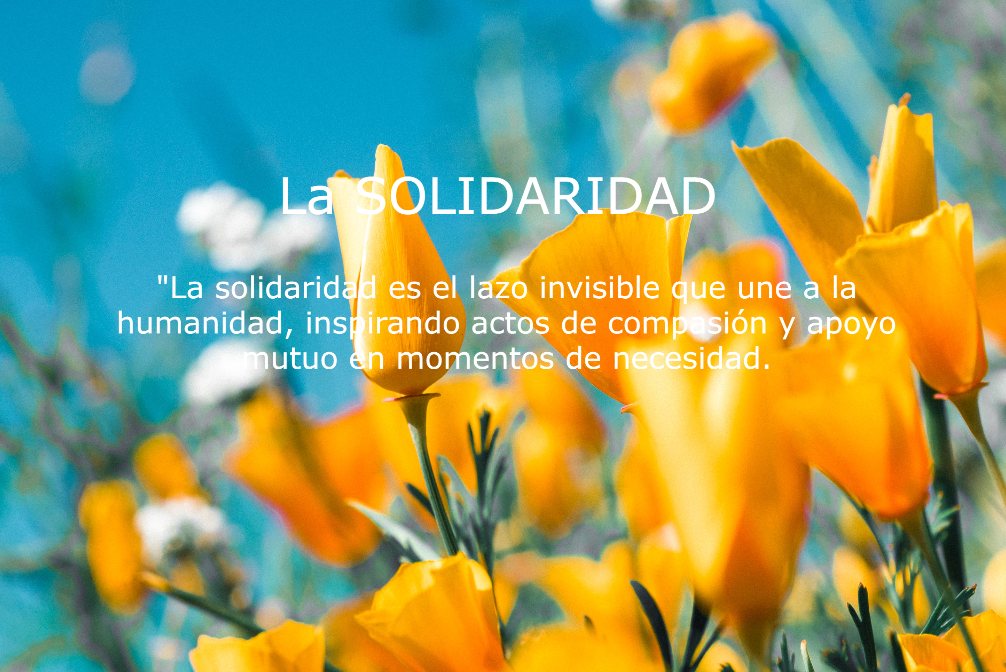 La SOLIDARIDAD
"La solidaridad es el lazo invisible que une a la
humanidad, inspirando actos de compasión y apoyo
mutuo en momentos de necesidad.